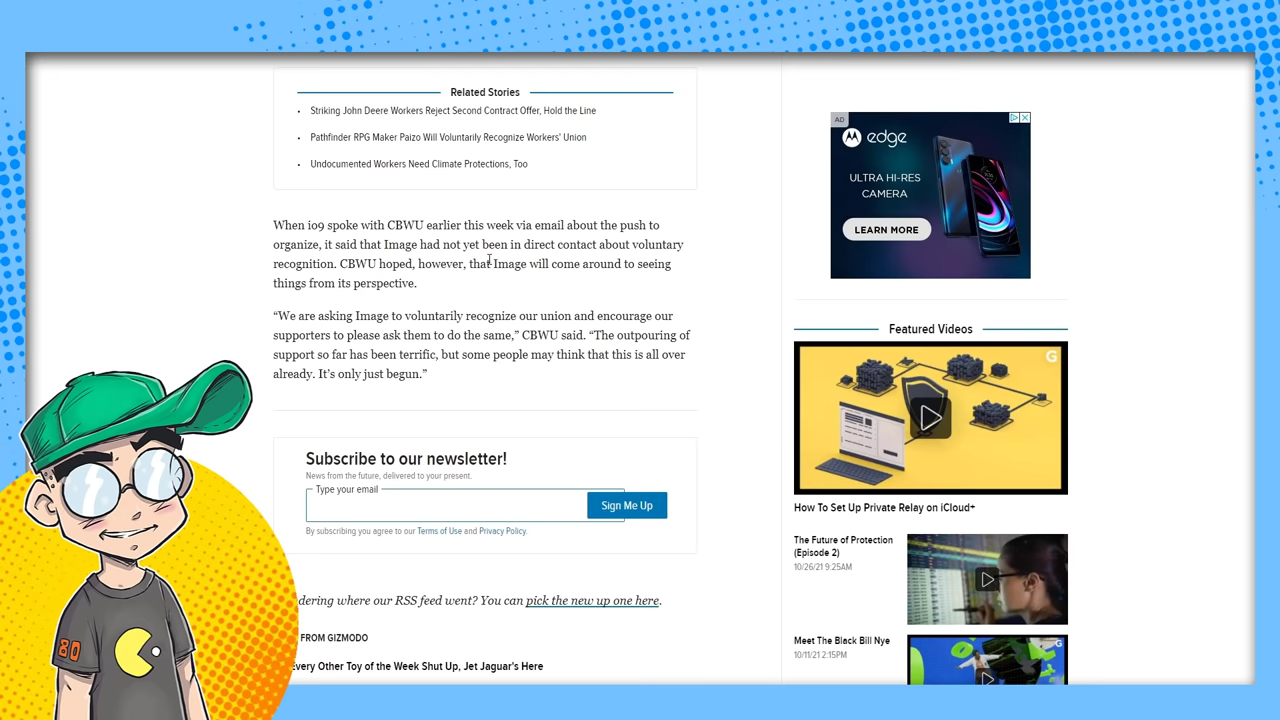 Related Stories
• Striking John Deere Workers Reject Second Contract Offer, Hold the Line
• Pathfinder RPG Maker Paizo Will Voluntarily Recognize Workers' Union
• Undocumented Workers Need Climate Protections, Too
When io9 spoke with CBWU earlier this week via email about the push to
organize, it said that Image had not yet been in direct contact about voluntary
recognition. CBWU hoped, however, that Image will come around to seeing
things from its perspective.
“We are asking Image to voluntarily recognize our union and encourage our
supporters to please ask them to do the same,” CBWU said. “The outpouring of
support so far has been terrific, but some people may think that this is all over
already. It’s only just begun.”
Subscribe to our newsletter!
News from the future, delivered to your present.
Type your email
Sign Me Up
By subscribing you agree to our Terms of Use and Privacy Policy.
dering where our RSS feed went? You can pick the new up one here.
FROM GIZMODO
Every Other Toy of the Week Shut Up, Jet Jaguar's Here
AD
edge
ULTRA HI-RES
CAMERA
LEARN MORE
Featured Videos
G
How To Set Up Private Relay on iCloud+
The Future of Protection
(Episode 2)
10/26/21 9:25AM
Meet The Black Bill Nye
10/11/21 2:15PM
G
80